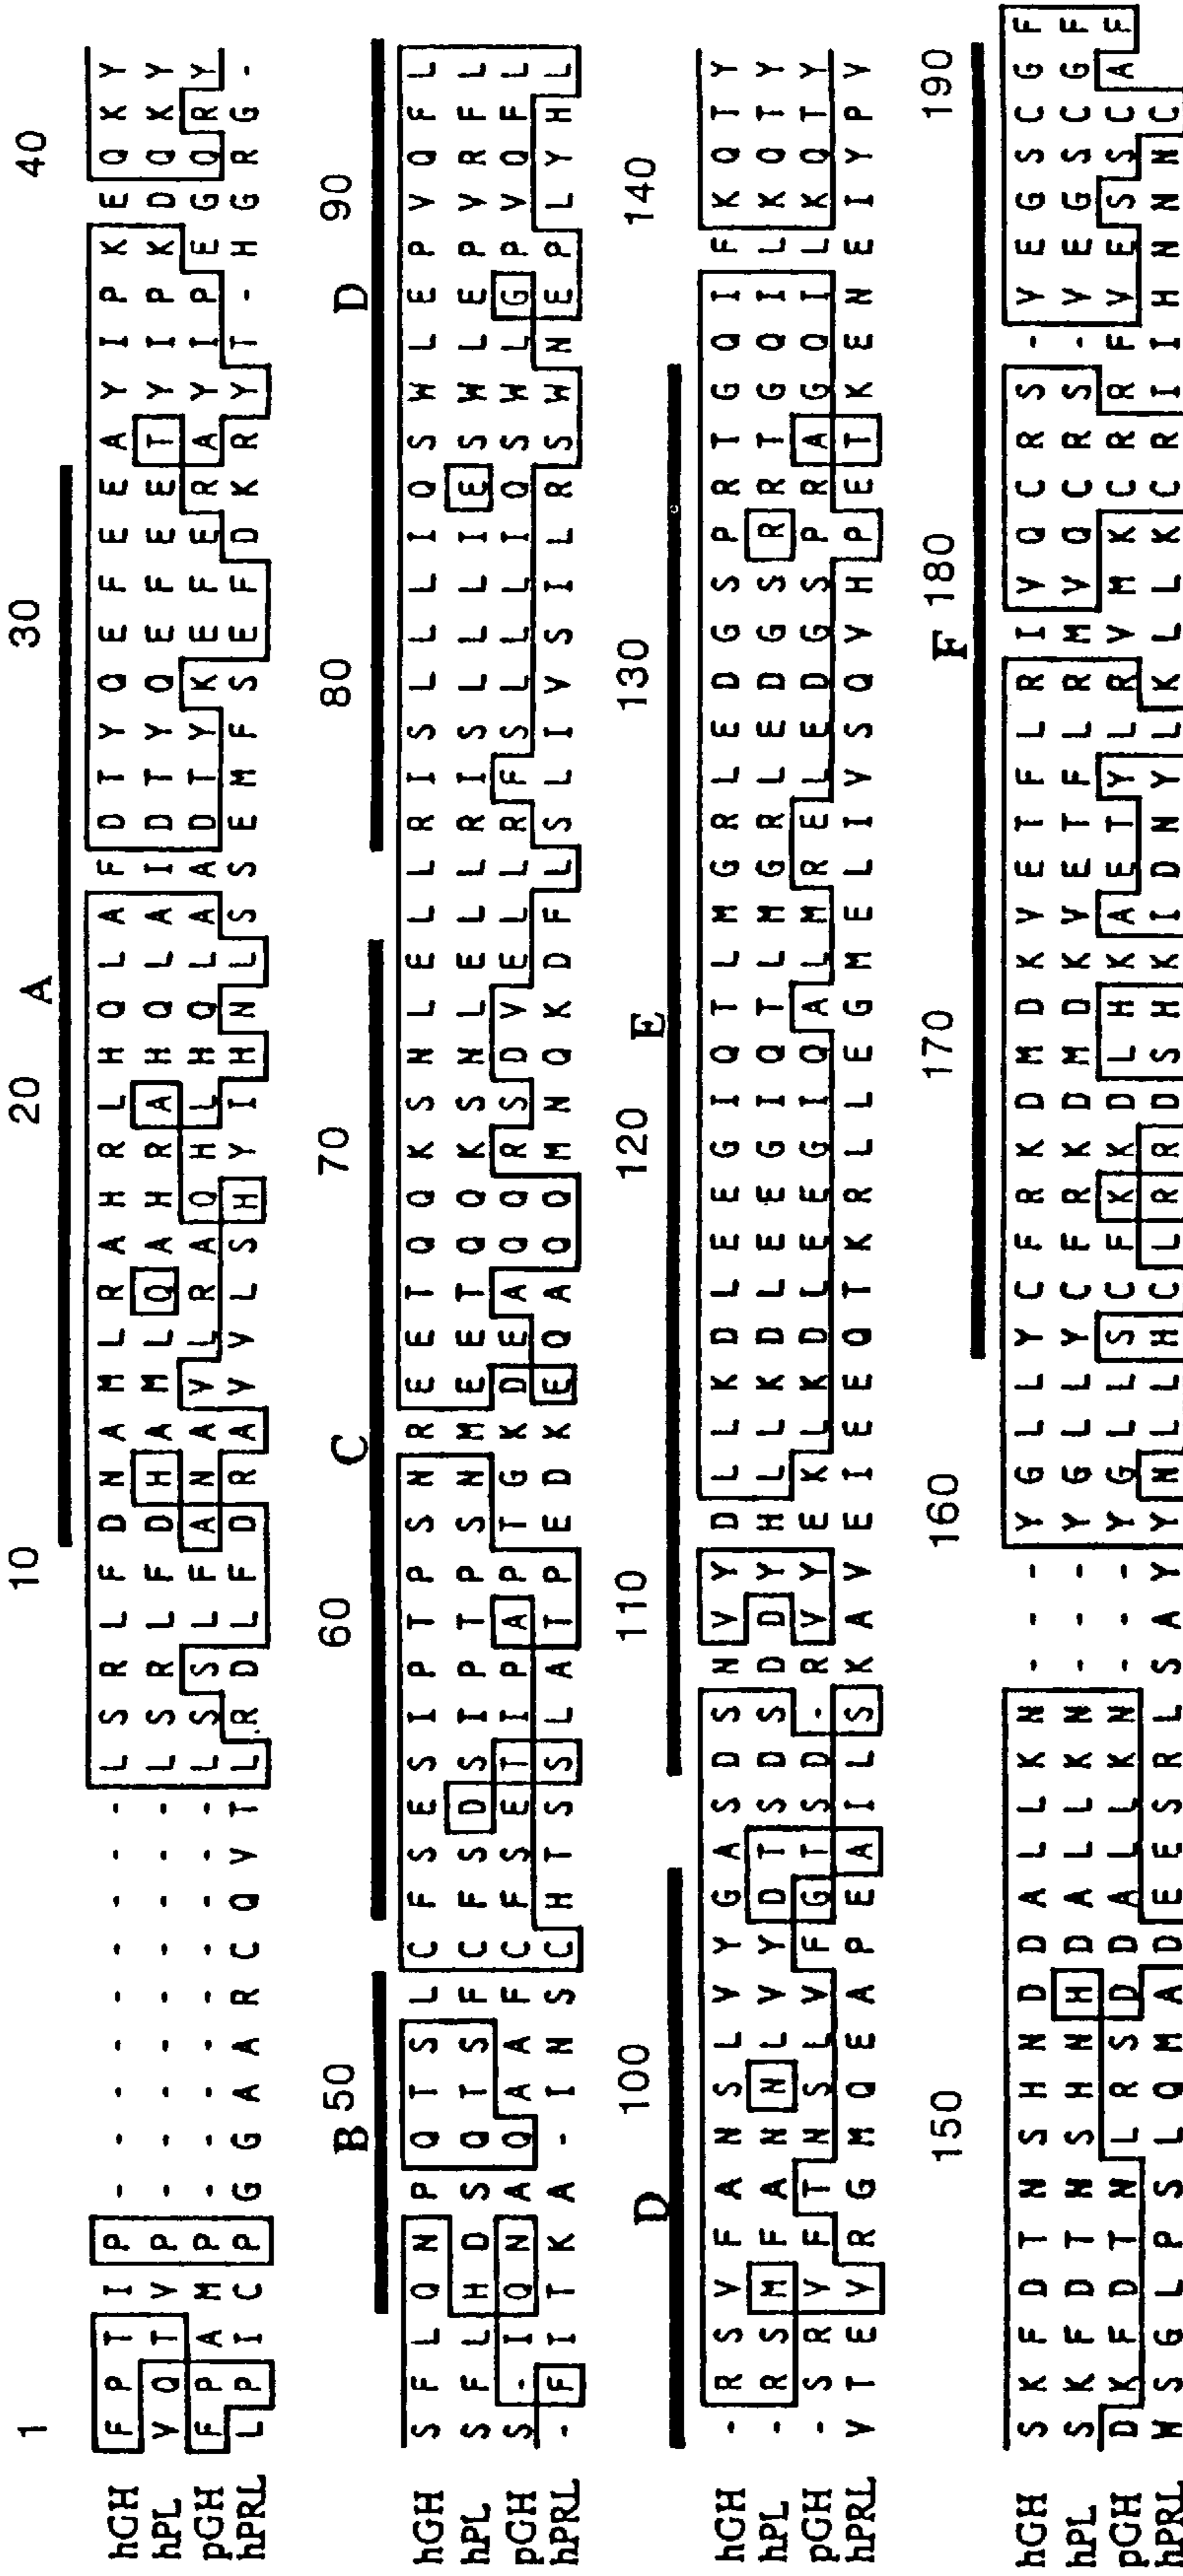 1 10 20 30 40
A
hGH F P T I P - - - - - - - - - L S R L F D N A M L R A H R L H Q L A F D T Y Q E F E E A Y I P K E Q K Y
hPL V Q T V P - - - - - - - - - L S R L F D H A M L Q A H R A H Q L A I D T Y Q E F E E T Y I P K D Q K Y
pGH F P A M P - - - - - - - - - L S S L F A N A V L R A Q H L H Q L A A D T Y K E F E R A Y I P E G Q R Y
hPRL L P I C P G G A A R C Q V T L R D L F D R A V V L S H Y I H N L S S E M F S E F D K R Y T - H G R G -
50 60 70 80 90
B C D
hGH S F L Q N P Q T S L C F S E S I P T P S N R E E T Q Q K S N L E L L R I S L L L I Q S W L E P V Q F L
hPL S F L H D S Q T S F C F S D S I P T P S N M E E T Q Q K S N L E L L R I S L L L I E S W L E P V R F L
pGH S - I Q N A Q A A F C F S E T I P A P T G K D E A Q Q R S D V E L L R F S L L L I Q S W L G P V Q F L
hPRL - F I T K A - I N S C H T S S L A T P E D K E Q A Q Q M N Q K D F L S L I V S I L R S W N E P L Y H L
100 110 120 130 140
D E
hGH - R S V F A N S L V Y G A S D S N V Y D L L K D L E E G I Q T L M G R L E D G S P R T G Q I F K Q T Y
hPL - R S M F A N N L V Y D T S D S D D Y H L L K D L E E G I Q T L M G R L E D G S R R T G Q I L K Q T Y
pGH - S R V F T N S L V F G T S D - R V Y E K L K D L E E G I Q A L M R E L E D G S P R A G Q I L K Q T Y
hPRL V T E V R G M Q E A P E A I L S K A V E I E E Q T K R L L E G M E L I V S Q V H P E T K E N E I Y P V
150 160 170 180 190
F
hGH S K F D T N S H N D D A L L K N - - - Y G L L Y C F R K D M D K V E T F L R I V Q C R S - V E G S C G F
hPL S K F D T N S H N H D A L L K N - - - Y G L L Y C F R K D M D K V E T F L R M V Q C R S - V E G S C G F
pGH D K F D T N L R S D D A L L K N - - - Y G L L S C F K K D L H K A E T Y L R V M K C R R F V E S S C A F
hPRL W S G L P S L Q M A D E E S R L S A Y Y N L L H C L R R D S H K I D N Y L K L L K C R I I H N N N C